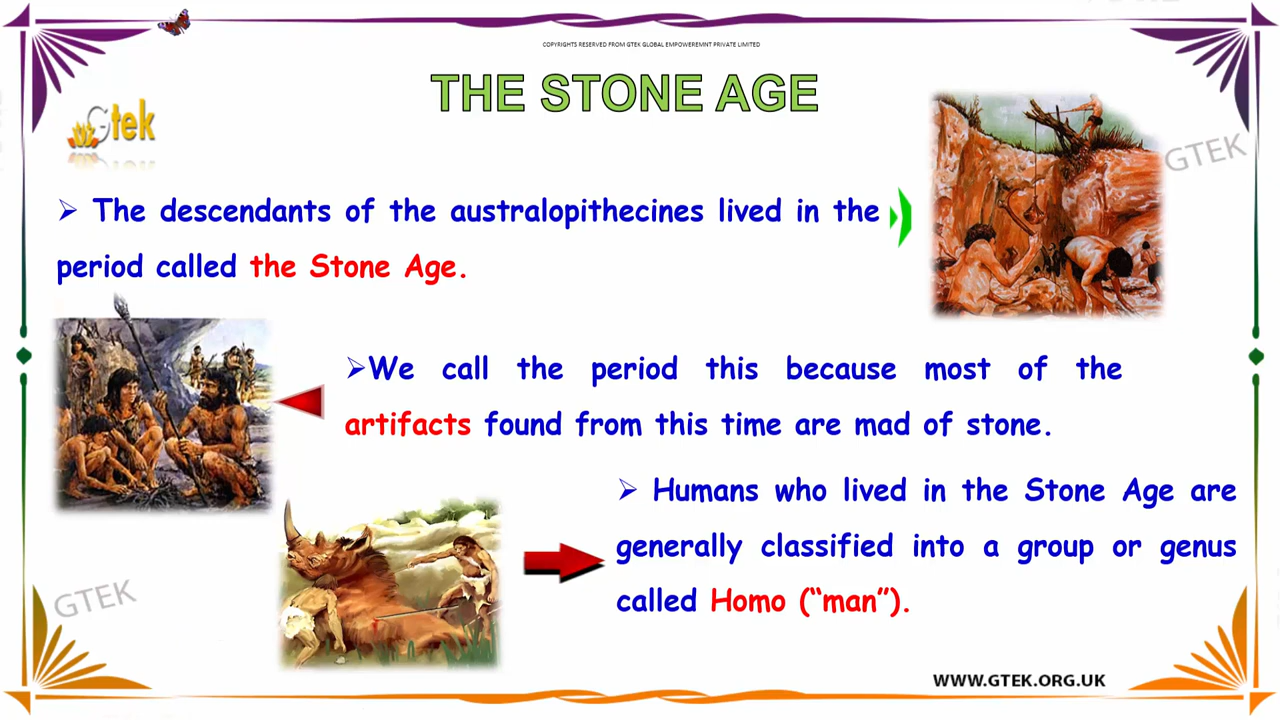 COPYRIGHTS RESERVED FROM GTEK GLOBAL EMPOWEREMNT PRIVATE LIMITED
THE STONE AGE
Gtek
GTEK
➢ The descendants of the australopithecines lived in the
period called the Stone Age.
➢We call the period this because most of the
artifacts found from this time are mad of stone.
➢ Humans who lived in the Stone Age are
generally classified into a group or genus
called Homo (“man”).
GTEK
WWW.GTEK.ORG.UK